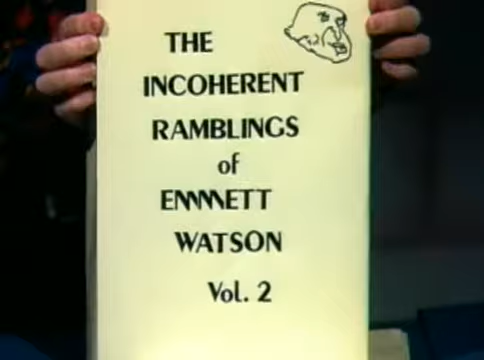 THE
INCOHERENT
RAMBLINGS
of
EMMETT
WATSON
Vol. 2